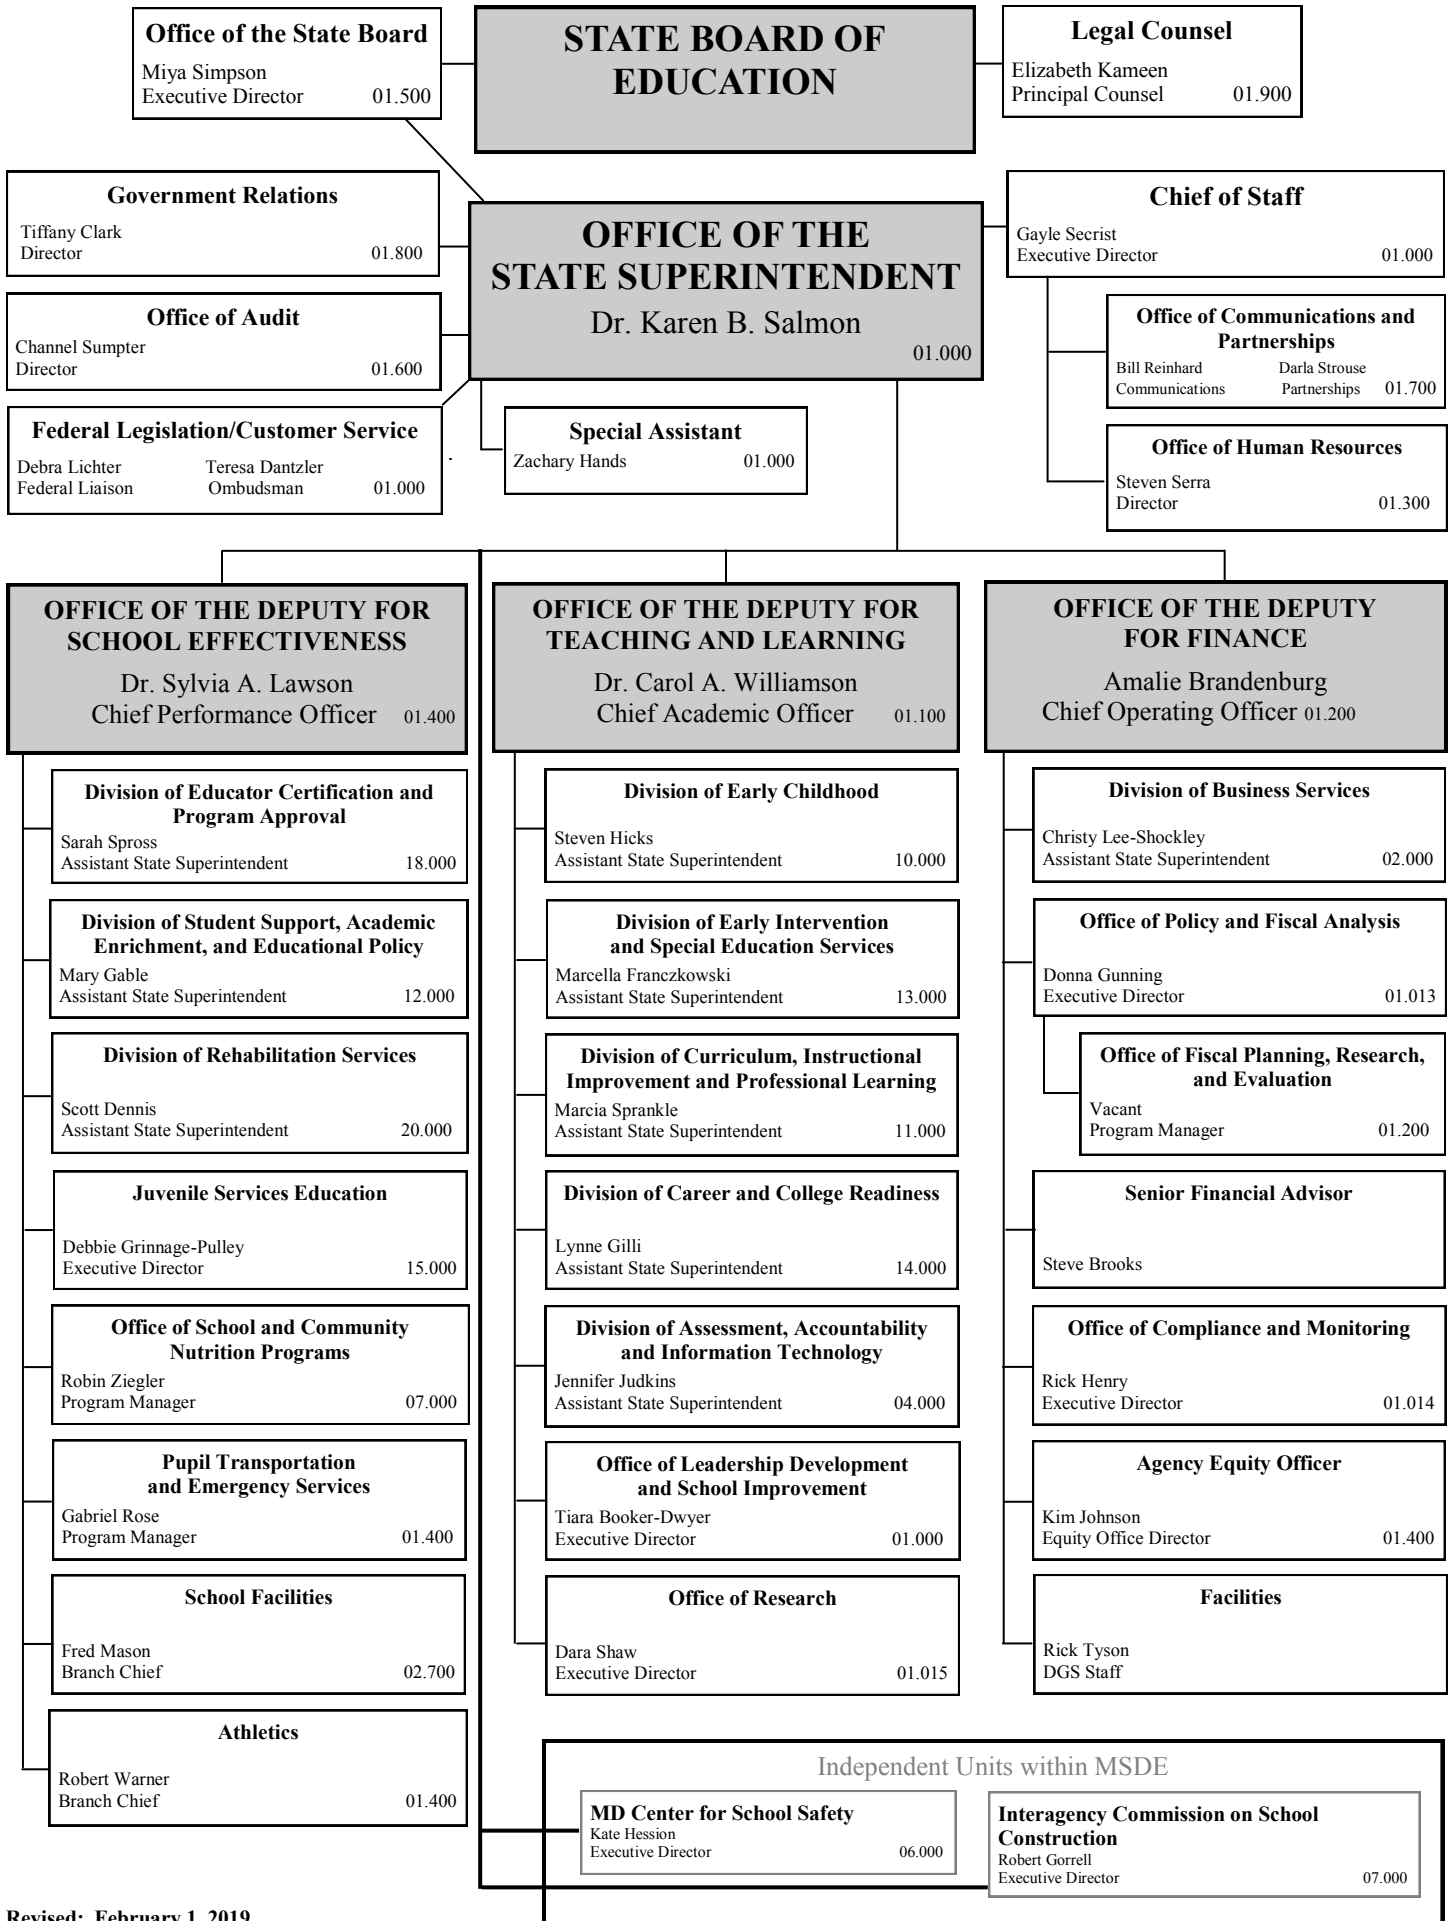 Office of the State Board
Miya Simpson
Executive Director 01.500
STATE BOARD OF
EDUCATION
Legal Counsel
Elizabeth Kameen
Principal Counsel 01.900
Government Relations
Tiffany Clark
Director 01.800
OFFICE OF THE
STATE SUPERINTENDENT
Dr. Karen B. Salmon
01.000
Chief of Staff
Gayle Secrist
Executive Director 01.000
Office of Audit
Channel Sumpter
Director 01.600
Office of Communications and
Partnerships
Bill Reinhard Darla Strouse
Communications Partnerships 01.700
Federal Legislation/Customer Service
Debra Lichter Teresa Dantzler
Federal Liaison Ombudsman 01.000
Special Assistant
Zachary Hands 01.000
Office of Human Resources
Steven Serra
Director 01.300
OFFICE OF THE DEPUTY FOR
SCHOOL EFFECTIVENESS
Dr. Sylvia A. Lawson
Chief Performance Officer 01.400
Division of Educator Certification and
Program Approval
Sarah Spross
Assistant State Superintendent 18.000
Division of Student Support, Academic
Enrichment, and Educational Policy
Mary Gable
Assistant State Superintendent 12.000
Division of Rehabilitation Services
Scott Dennis
Assistant State Superintendent 20.000
Juvenile Services Education
Debbie Grinnage-Pulley
Executive Director 15.000
Office of School and Community
Nutrition Programs
Robin Ziegler
Program Manager 07.000
Pupil Transportation
and Emergency Services
Gabriel Rose
Program Manager 01.400
School Facilities
Fred Mason
Branch Chief 02.700
Athletics
Robert Warner
Branch Chief 01.400
OFFICE OF THE DEPUTY FOR
TEACHING AND LEARNING
Dr. Carol A. Williamson
Chief Academic Officer 01.100
Division of Early Childhood
Steven Hicks
Assistant State Superintendent 10.000
Division of Early Intervention
and Special Education Services
Marcella Franczkowski
Assistant State Superintendent 13.000
Division of Curriculum, Instructional
Improvement and Professional Learning
Marcia Sprankle
Assistant State Superintendent 11.000
Division of Career and College Readiness
Lynne Gilli
Assistant State Superintendent 14.000
Division of Assessment, Accountability
and Information Technology
Jennifer Judkins
Assistant State Superintendent 04.000
Office of Leadership Development
and School Improvement
Tiara Booker-Dwyer
Executive Director 01.000
Office of Research
Dara Shaw
Executive Director 01.015
OFFICE OF THE DEPUTY
FOR FINANCE
Amalie Brandenburg
Chief Operating Officer 01.200
Division of Business Services
Christy Lee-Shockley
Assistant State Superintendent 02.000
Office of Policy and Fiscal Analysis
Donna Gunning
Executive Director 01.013
Office of Fiscal Planning, Research,
and Evaluation
Vacant
Program Manager 01.200
Senior Financial Advisor
Steve Brooks
Office of Compliance and Monitoring
Rick Henry
Executive Director 01.014
Agency Equity Officer
Kim Johnson
Equity Office Director 01.400
Facilities
Rick Tyson
DGS Staff
Independent Units within MSDE
MD Center for School Safety
Kate Hession
Executive Director 06.000
Interagency Commission on School
Construction
Robert Gorrell
Executive Director 07.000
Revised: February 1, 2019